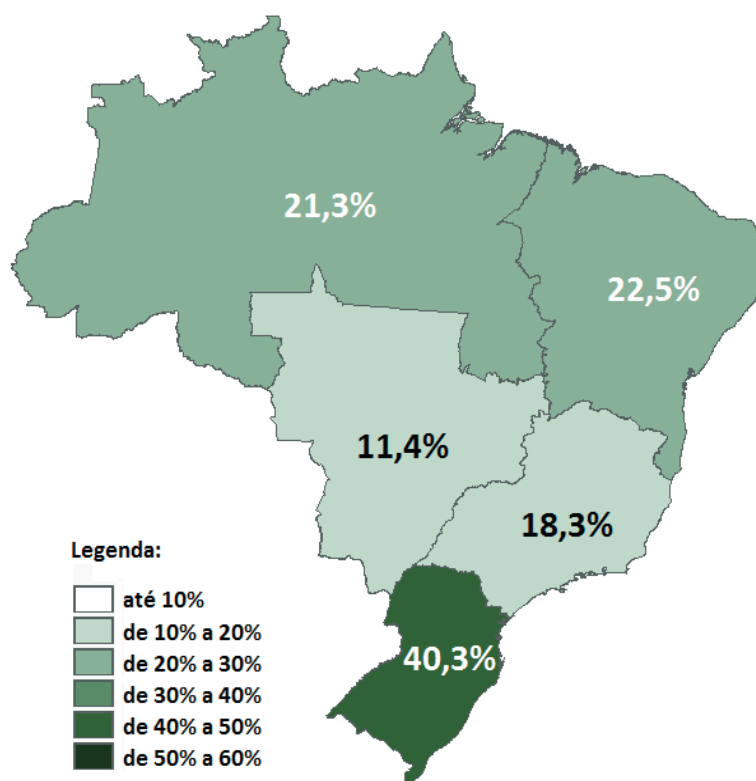 21,3%
22,5%
11,4%
18,3%
40,3%
Legenda:
até 10%
de 10% a 20%
de 20% a 30%
de 30% a 40%
de 40% a 50%
de 50% a 60%